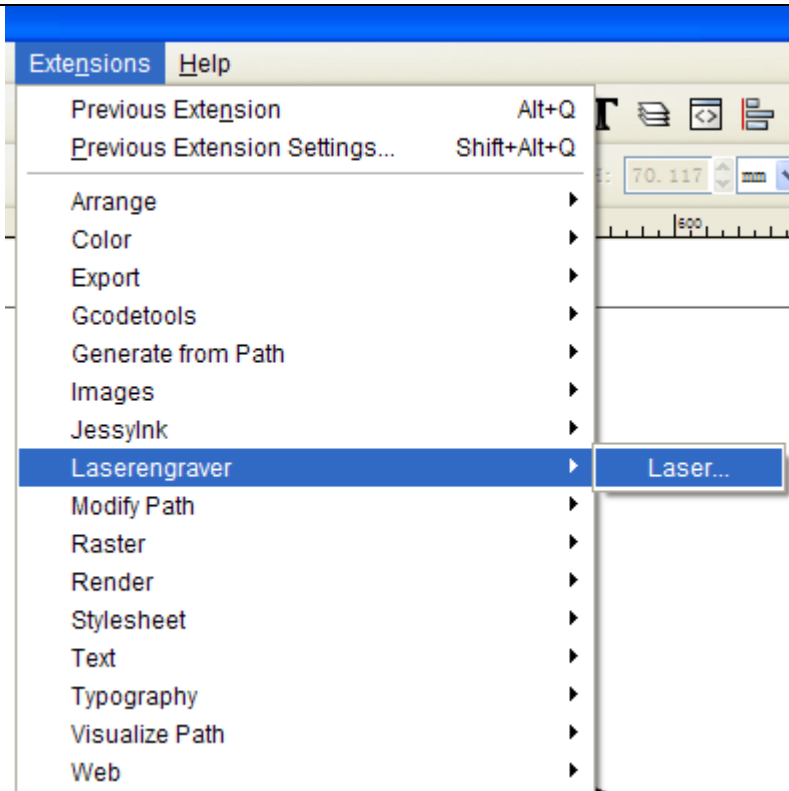 Extensions Help
Previous Extension Alt+Q
Previous Extension Settings... Shift+Alt+Q
70.117 mm
Arrange
600
Color
Export
Gcodetools
Generate from Path
Images
JessyInk
Laserengraver Laser...
Modify Path
Raster
Render
Stylesheet
Text
Typography
Visualize Path
Web